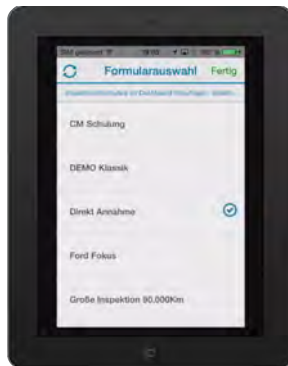 Formularauswahl Fertig
CM Schulung
DEMO Klassik
Direkt Annahme
Ford Fokus
Große Inspektion 90.000Km